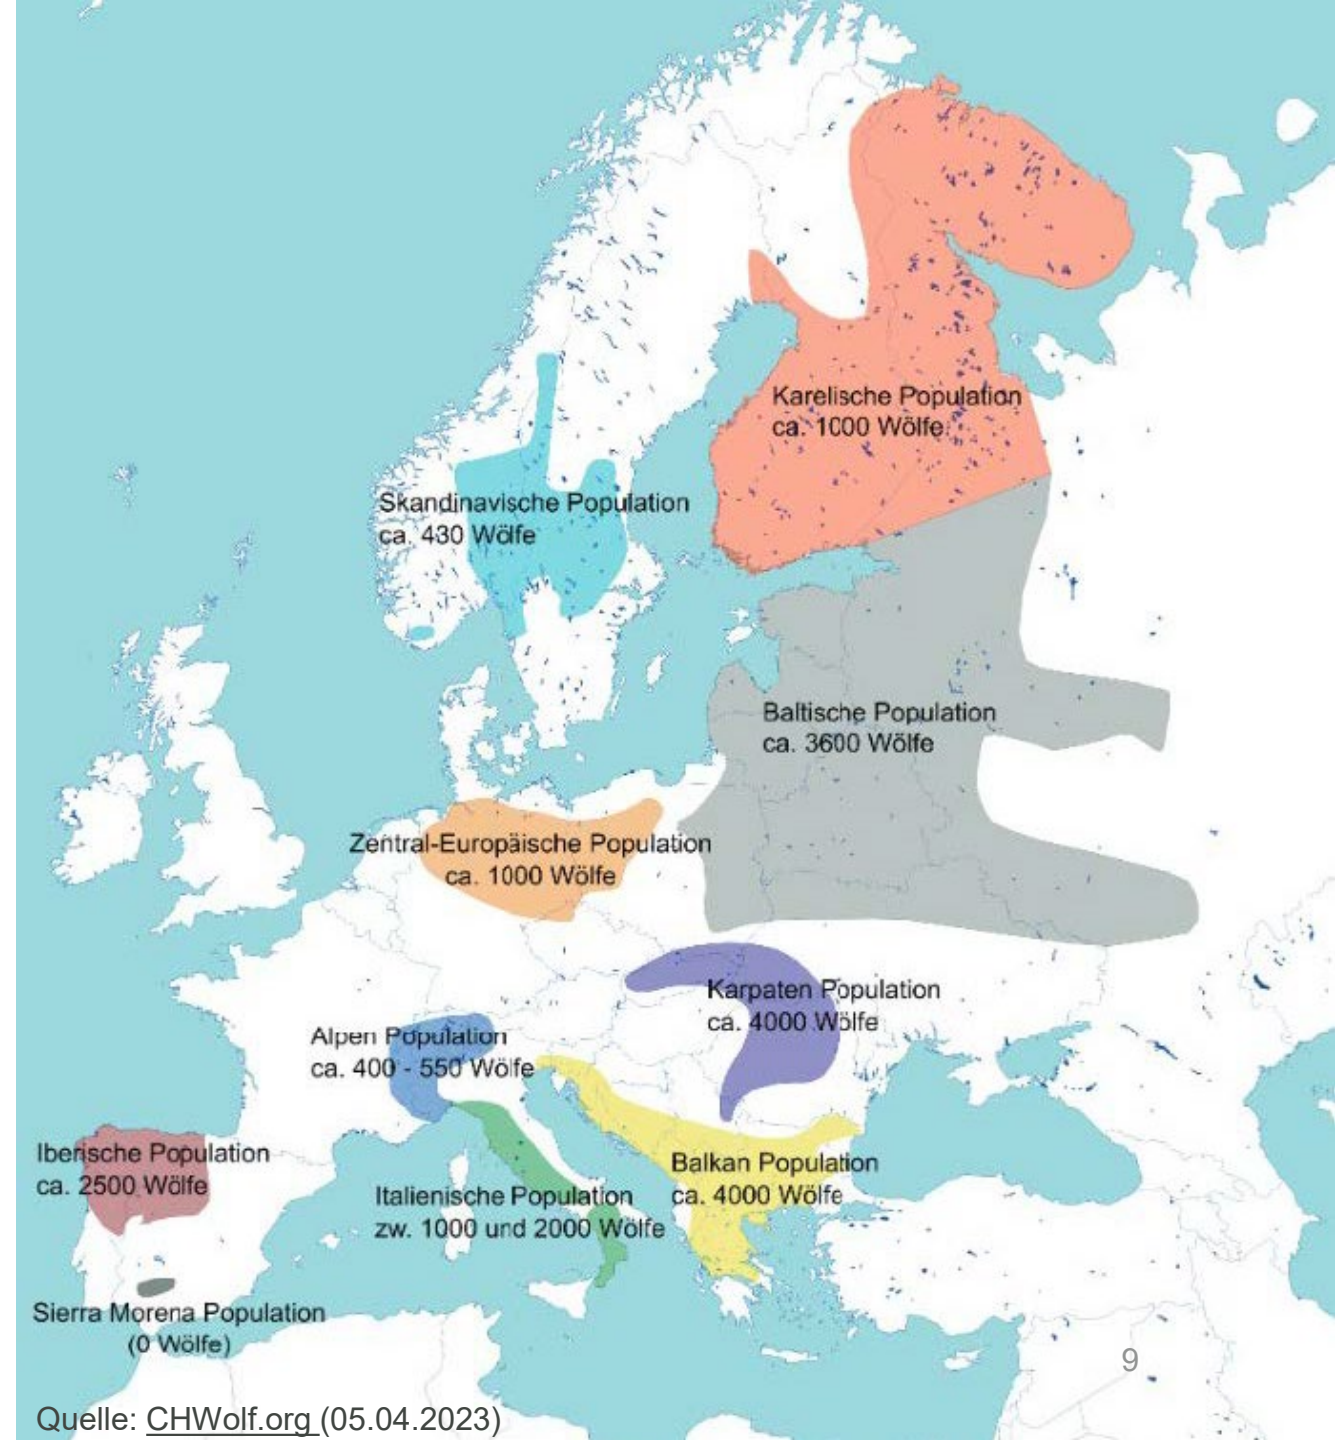 Karelische Population
ca. 1000 Wölfe
Skandinavische Population
ca. 430 Wölfe
Baltische Population
ca. 3600 Wölfe
Zentral-Europäische Population
ca. 1000 Wölfe
Karpaten Population
ca. 4000 Wölfe
Alpen Population
ca. 400 - 550 Wölfe
Iberische Population
ca. 2500 Wölfe
Balkan Population
ca. 4000 Wölfe
Italienische Population
zw. 1000 und 2000 Wölfe
Sierra Morena Population
(0 Wölfe)
9
Quelle: CHWolf.org (05.04.2023)